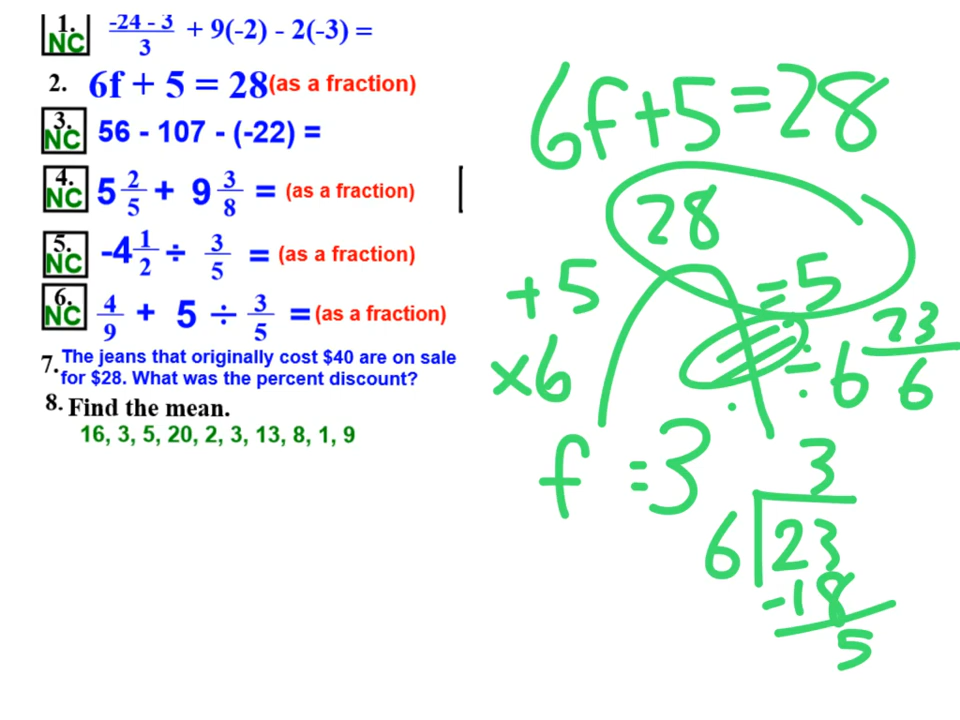 1. NC -24 - 3 / 3 + 9(-2) - 2(-3) =
2. 6f + 5 = 28 (as a fraction)
3. NC 56 - 107 - (-22) =
4. NC 5 2/5 + 9 3/8 = (as a fraction)
5. NC -4 1/2 ÷ 3/5 = (as a fraction)
6. NC 4/9 + 5 ÷ 3/5 = (as a fraction)
7. The jeans that originally cost $40 are on sale
for $28. What was the percent discount?
8. Find the mean.
16, 3, 5, 20, 2, 3, 13, 8, 1, 9
6f+5=28
28
+5 -5
x6 ÷6 23/6
f =3
3
6 23
-18
5